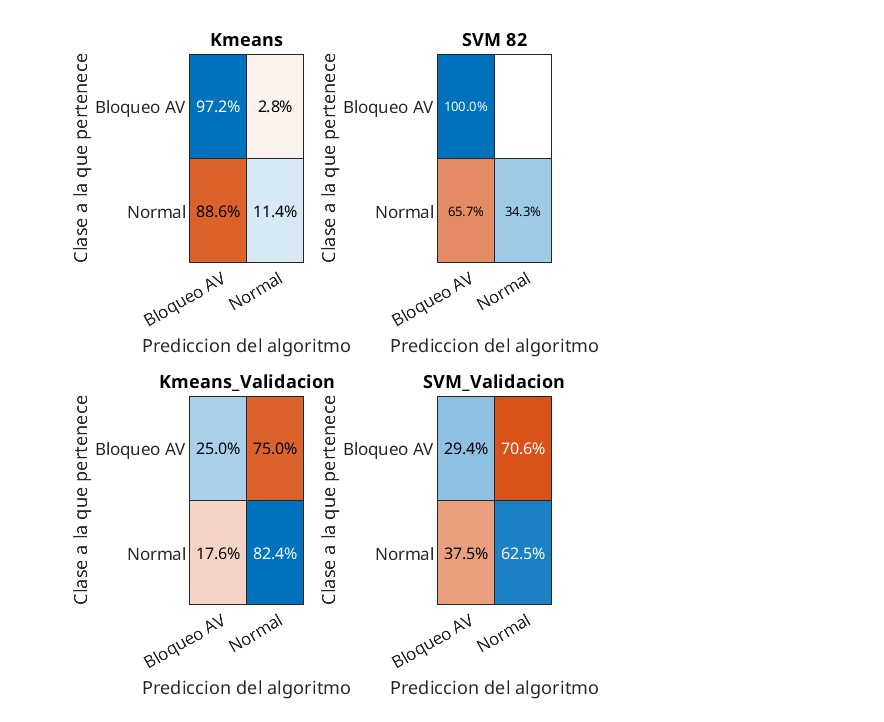 Kmeans
Clase a la que pertenece
Bloqueo AV
97.2%
2.8%
Normal
88.6%
11.4%
Bloqueo AV
Normal
Prediccion del algoritmo
SVM 82
Clase a la que pertenece
Bloqueo AV
100.0%
Normal
65.7%
34.3%
Bloqueo AV
Normal
Prediccion del algoritmo
Kmeans_Validacion
Clase a la que pertenece
Bloqueo AV
25.0%
75.0%
Normal
17.6%
82.4%
Bloqueo AV
Normal
Prediccion del algoritmo
SVM_Validacion
Clase a la que pertenece
Bloqueo AV
29.4%
70.6%
Normal
37.5%
62.5%
Bloqueo AV
Normal
Prediccion del algoritmo